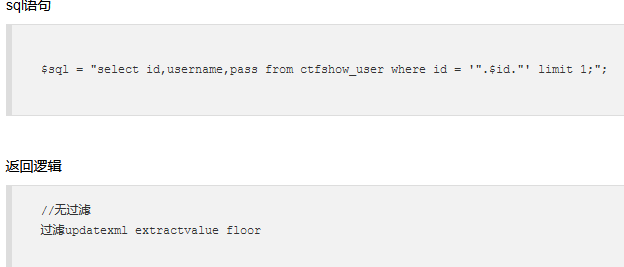 sql语句
$sql = "select id,username,pass from ctfshow_user where id = '".$id."' limit 1;";
返回逻辑
//无过滤
过滤updatexml extractvalue floor